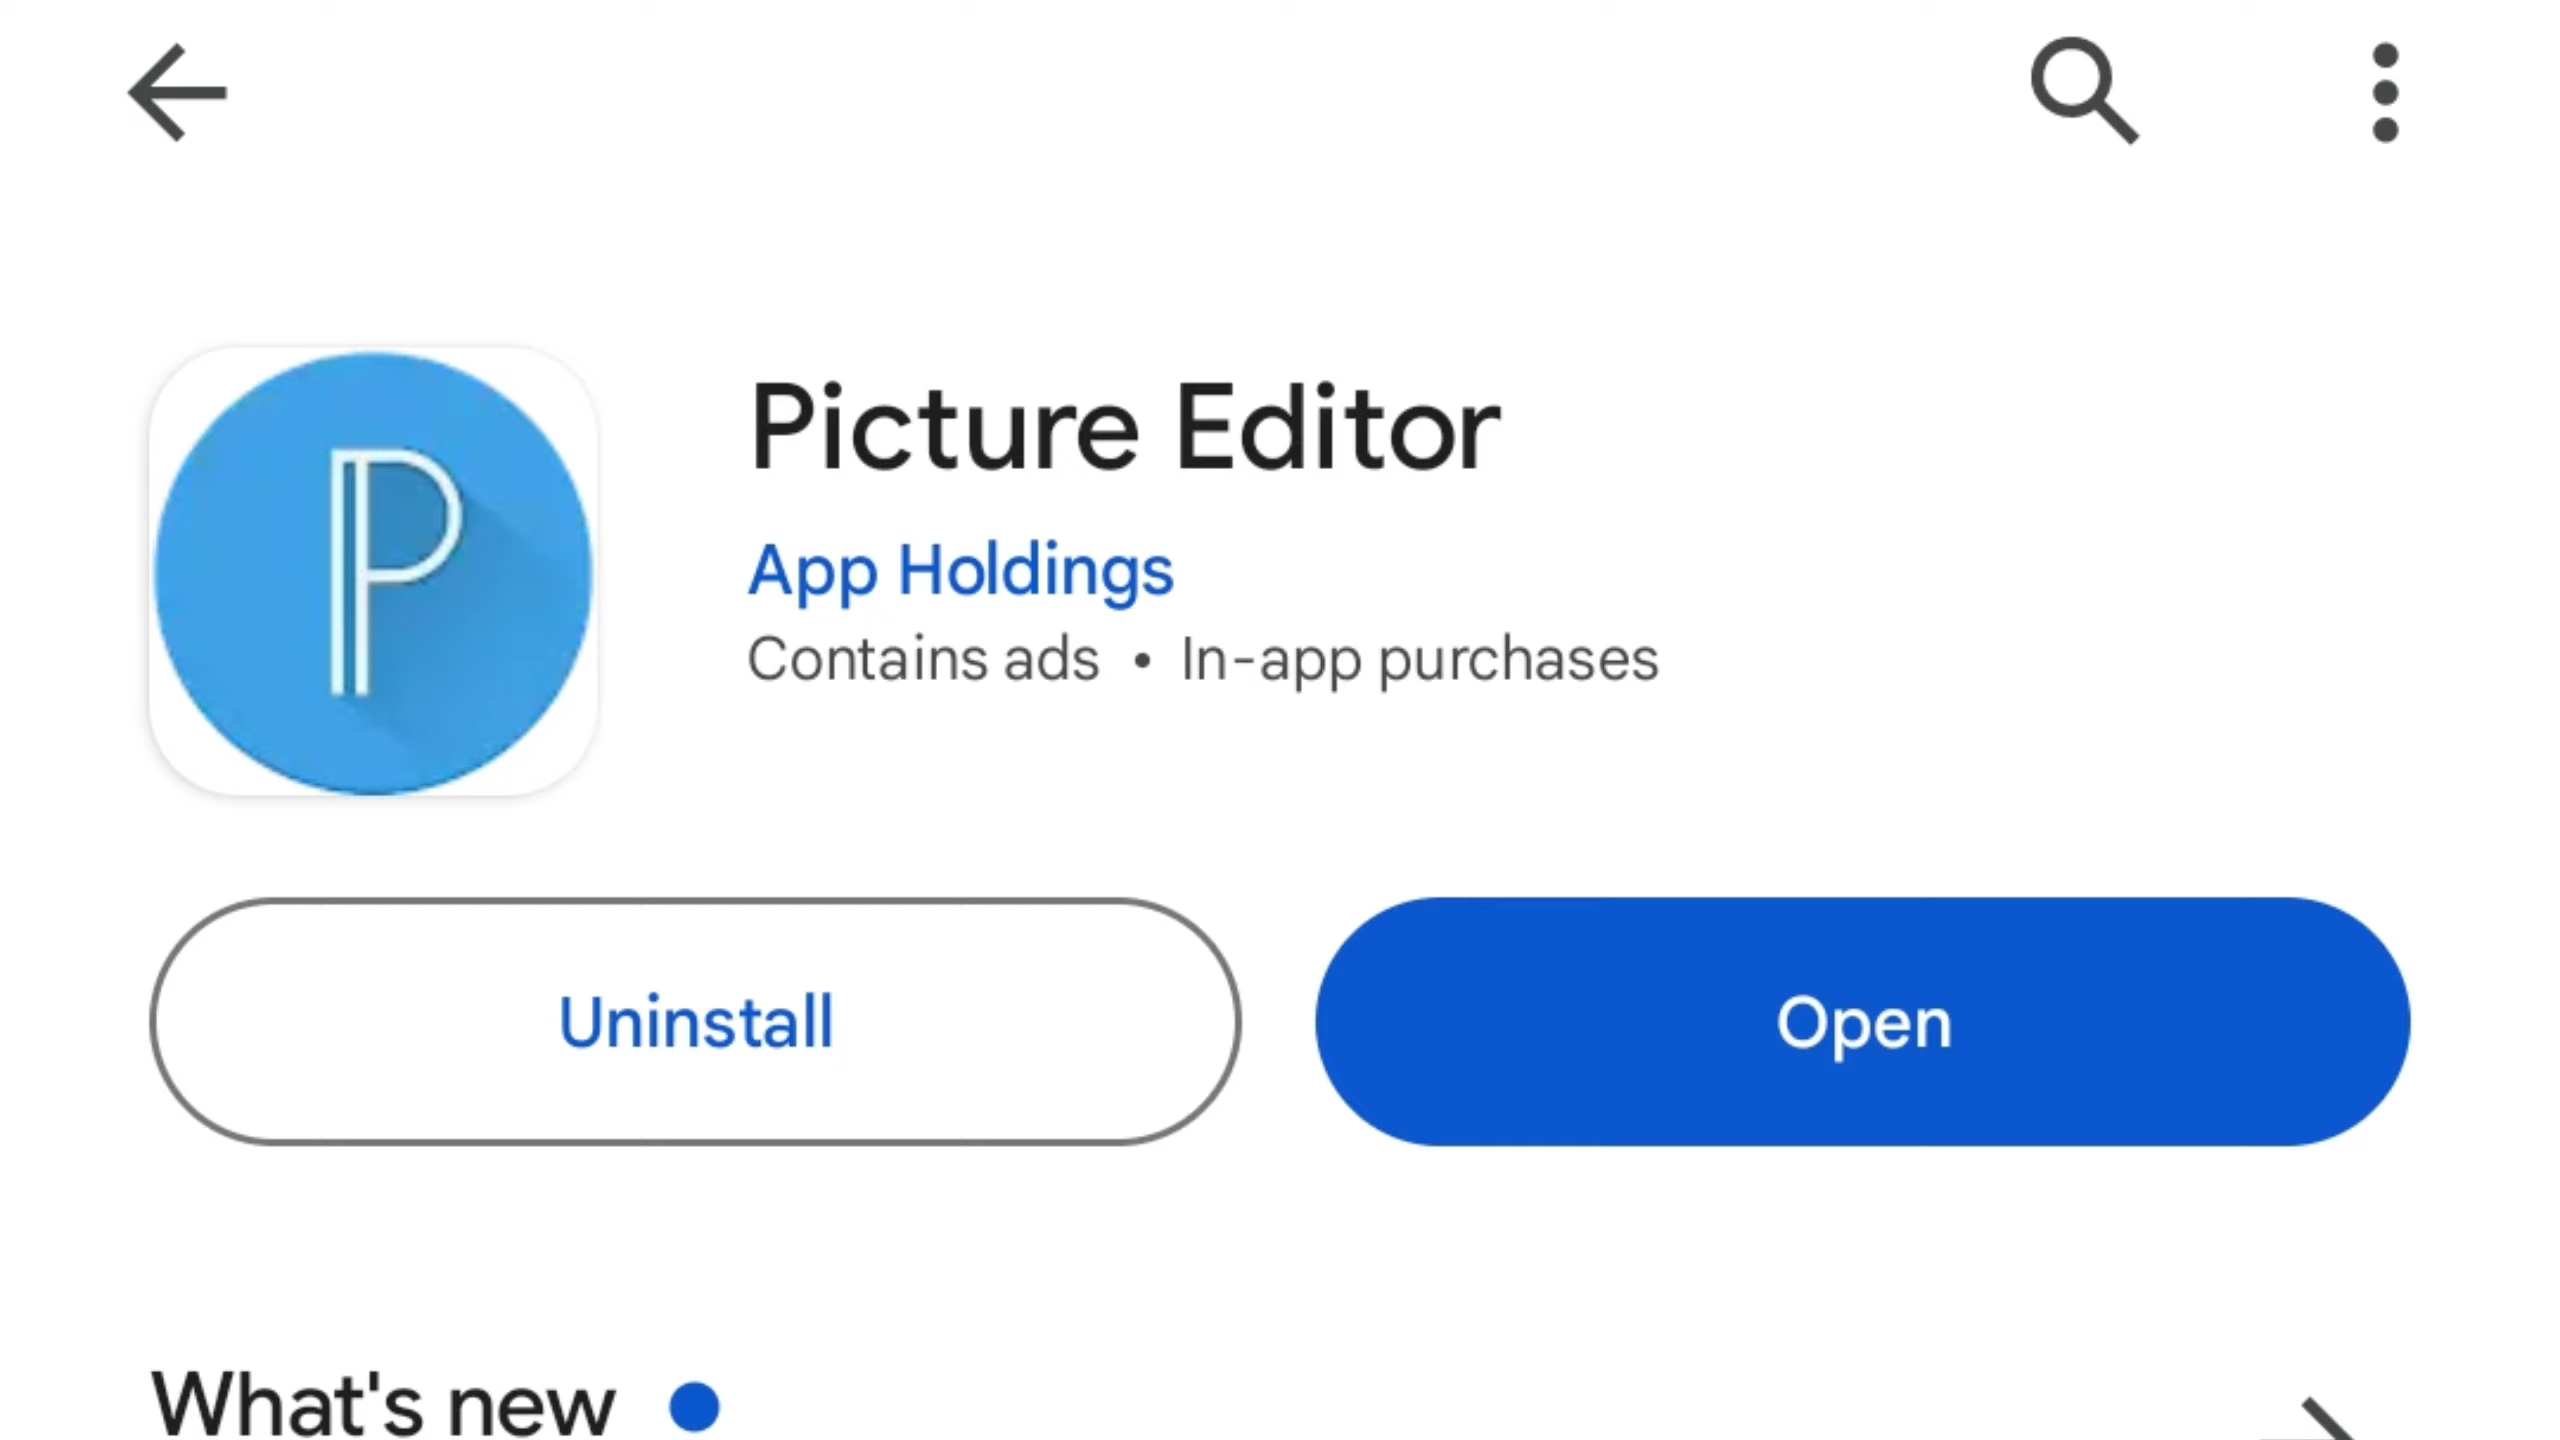 P
Picture Editor
App Holdings
Contains ads • In-app purchases
Uninstall
Open
What's new